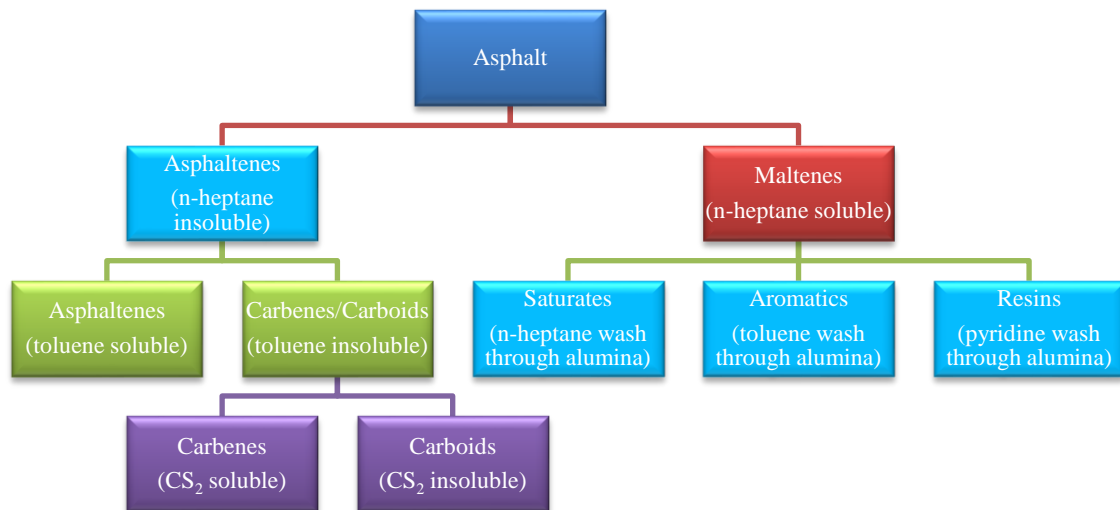 Asphalt
Asphaltenes
(n-heptane
insoluble)
Maltenes
(n-heptane soluble)
Asphaltenes
(toluene soluble)
Carbenes/Carboids
(toluene insoluble)
Saturates
(n-heptane wash
through alumina)
Aromatics
(toluene wash
through alumina)
Resins
(pyridine wash
through alumina)
Carbenes
(CS₂ soluble)
Carboids
(CS₂ insoluble)